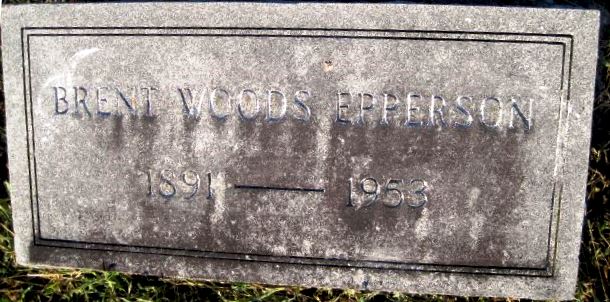 BRENT WOODS EPPERSON
1891 — 1953